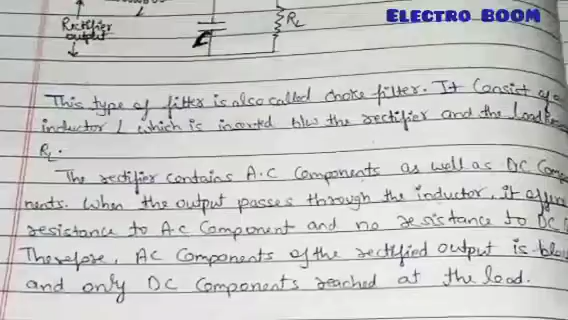 ELECTRO BOOM
Rectifier
output
RL
This type of filter is also called choke filter. It Consist of a
inductor L which is inserted b/w the rectifier and the Load
RL.
The rectifier contains A.C Components as well as DC Compo
nents. When the output passes through the inductor, it offers
resistance to A.C Component and no resistance to DC
Therefore, AC Components of the rectified output is bloc
and only DC Components reached at the load.